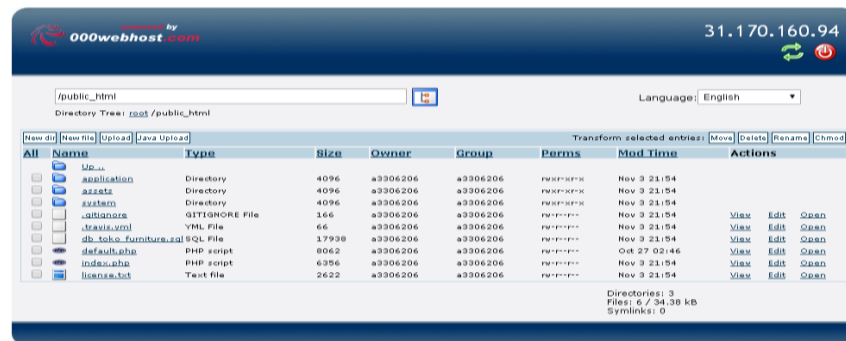 powered by
000webhost.com
31.170.160.94
/public_html
Language: English
Directory Tree: root /public_html
New dir New file Upload Java Upload Transform selected entries: Move Delete Rename Chmod
All Name Type Size Owner Group Perms Mod Time Actions
Up ..
application Directory 4096 a3306206 a3306206 rwxr-xr-x Nov 3 21:54
assets Directory 4096 a3306206 a3306206 rwxr-xr-x Nov 3 21:54
system Directory 4096 a3306206 a3306206 rwxr-xr-x Nov 3 21:54
.gitignore GITIGNORE File 166 a3306206 a3306206 rw-r--r-- Nov 3 21:54 View Edit Open
.travis.yml YML File 66 a3306206 a3306206 rw-r--r-- Nov 3 21:54 View Edit Open
db_toko_furniture.sql SQL File 17938 a3306206 a3306206 rw-r--r-- Nov 3 21:54 View Edit Open
default.php PHP script 8062 a3306206 a3306206 rw-r--r-- Oct 27 02:46 View Edit Open
index.php PHP script 6356 a3306206 a3306206 rw-r--r-- Nov 3 21:54 View Edit Open
license.txt Text file 2622 a3306206 a3306206 rw-r--r-- Nov 3 21:54 View Edit Open
Directories: 3
Files: 6 / 34.38 kB
Symlinks: 0